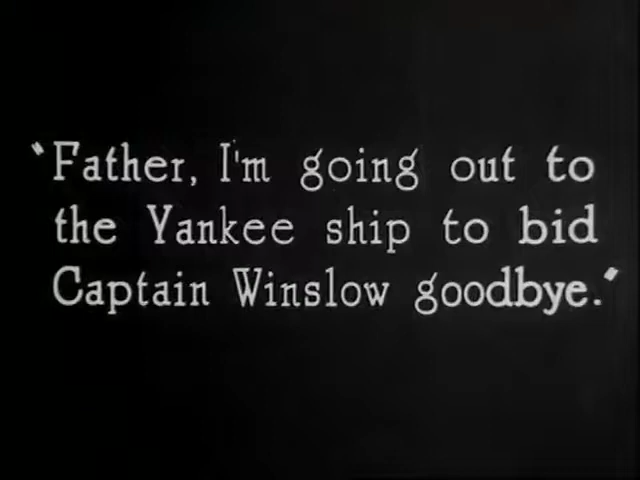 "Father, I'm going out to
the Yankee ship to bid
Captain Winslow goodbye."